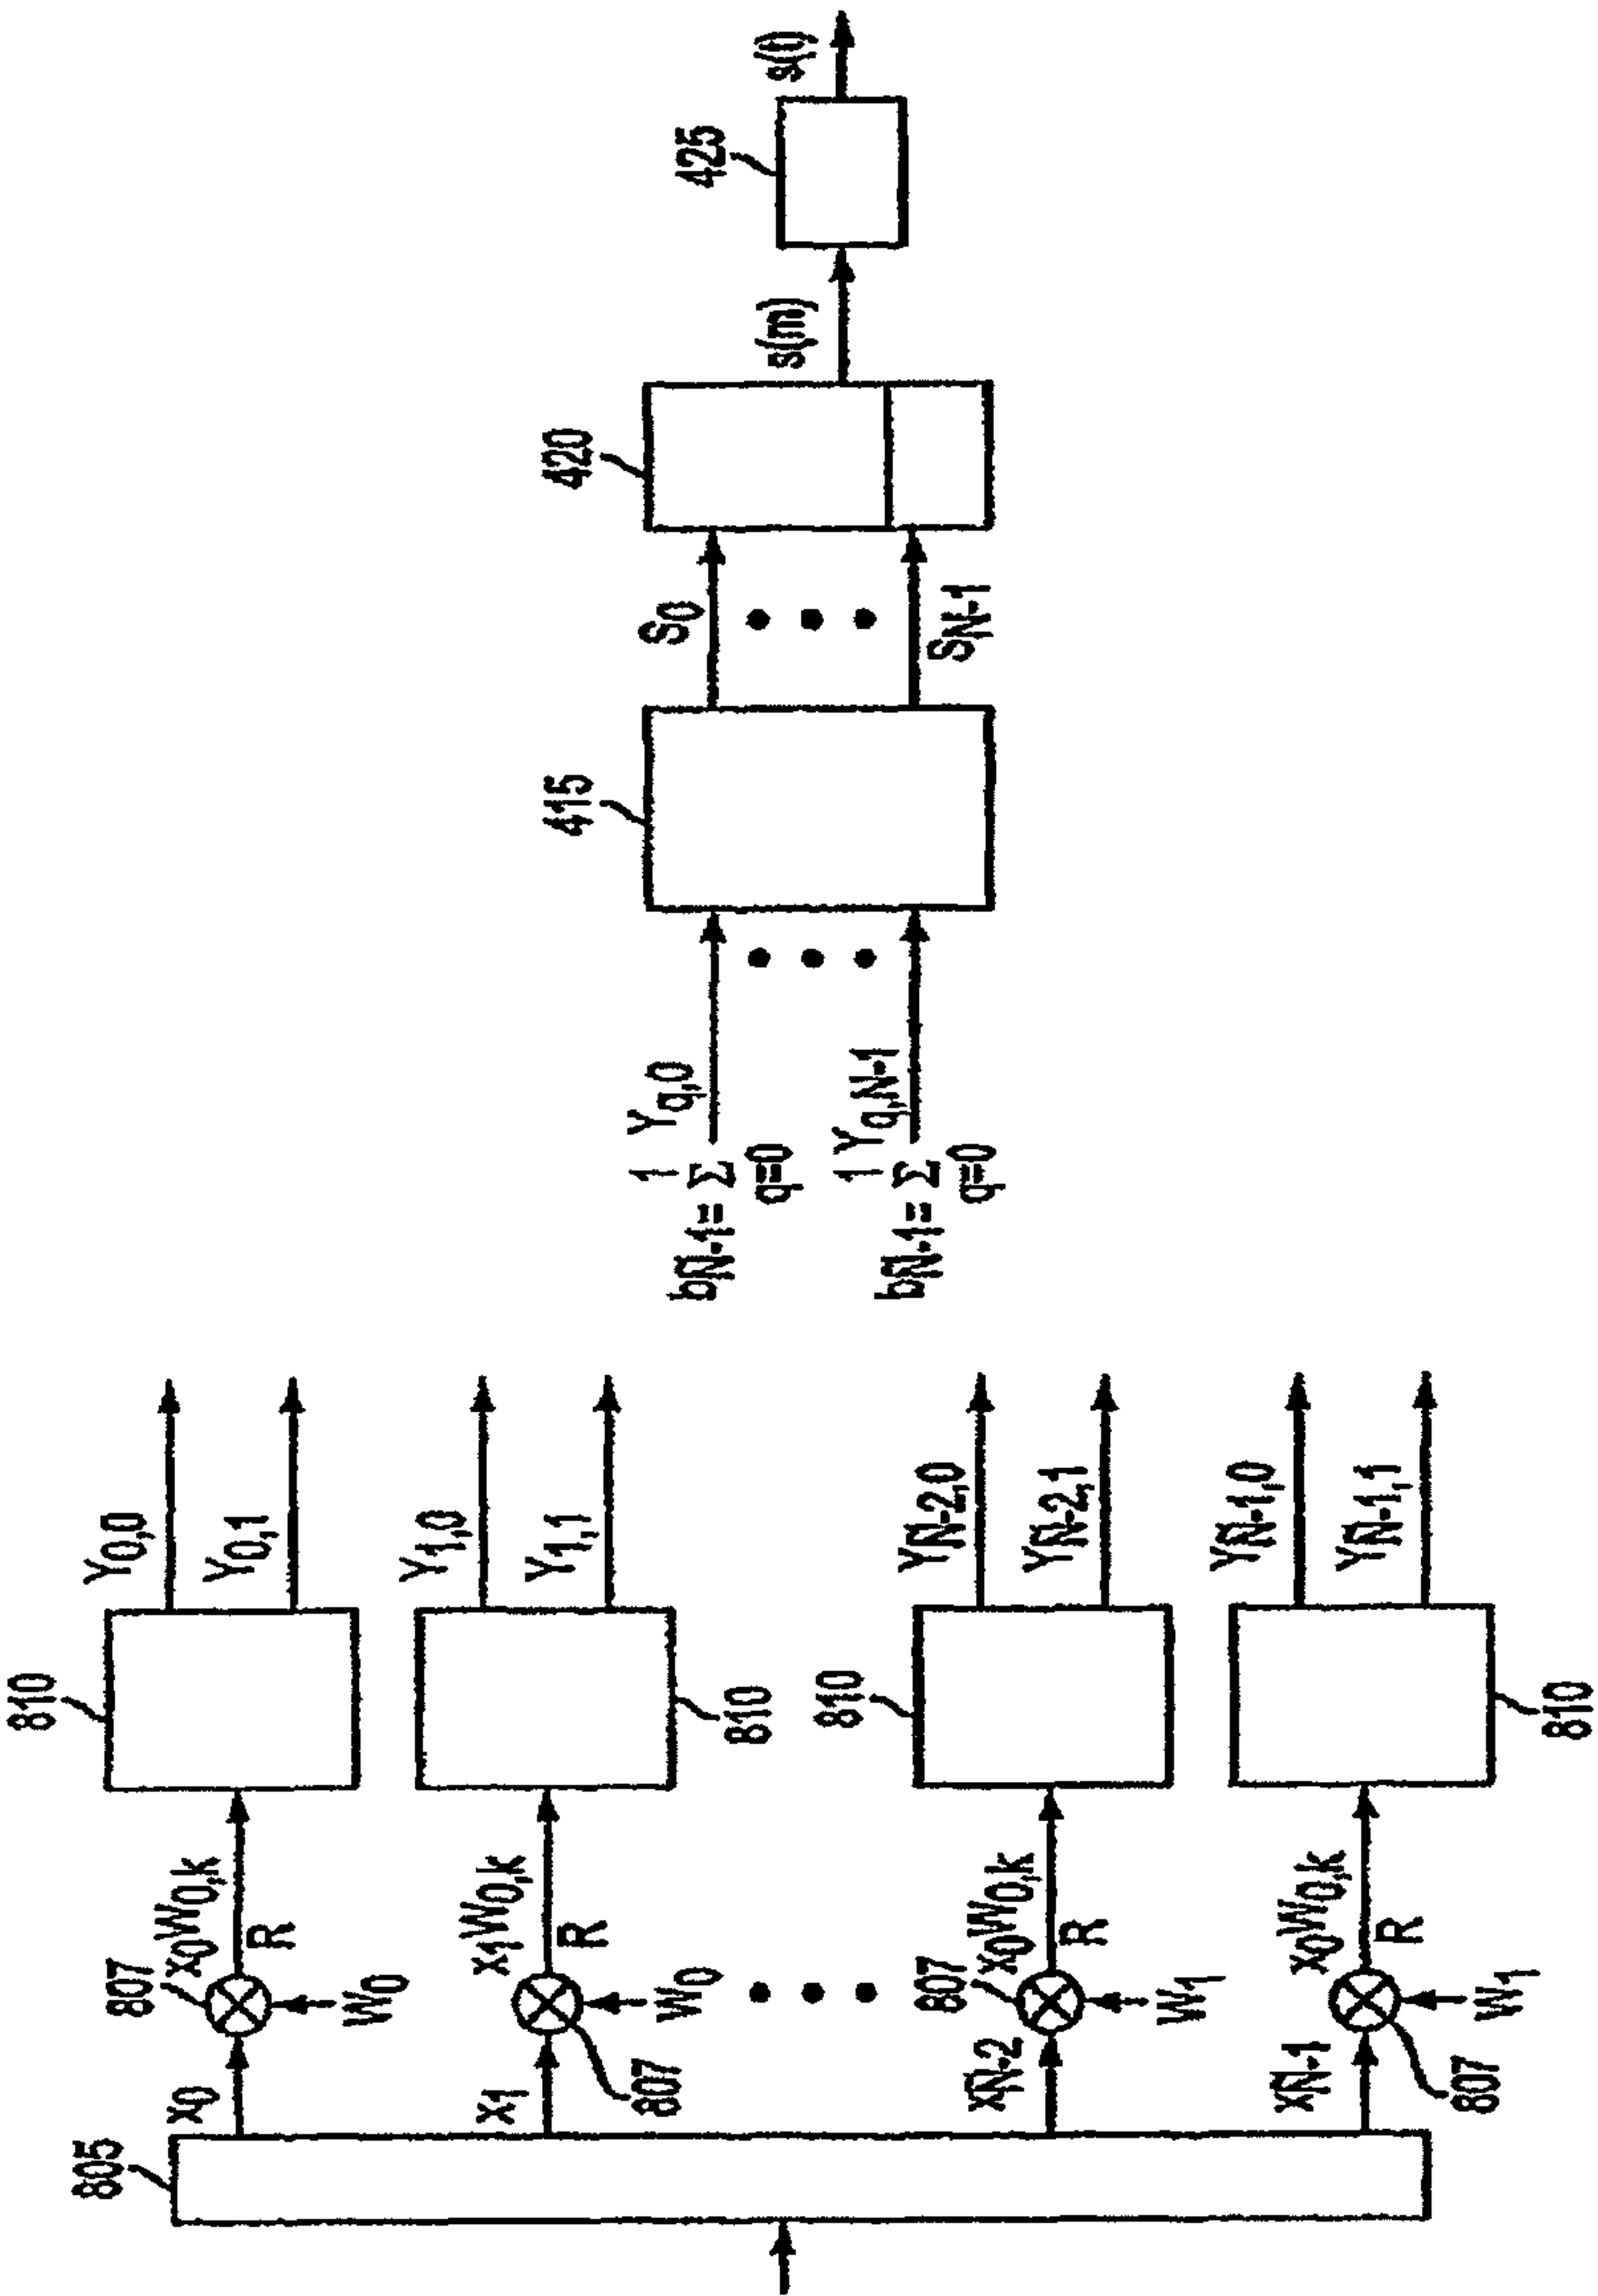 805
x0
807
x0W0,k
R
W0
810
Y0,0
Y0,1
x1
807
x1W0,k
R
W0
810
Y1,0
Y1,1
xN-2
807
x0W0,k
R
W1
810
YN-2,0
YN-2,1
xN-1
807
x0W0,k
R
W1
810
YN-1,0
YN-1,1
1
bN-1= Σ Yq,0
q=0
1
bN-1= Σ Yq,N-1
q=0
415
S0
SN-1
420
s(m)
425
s(t)